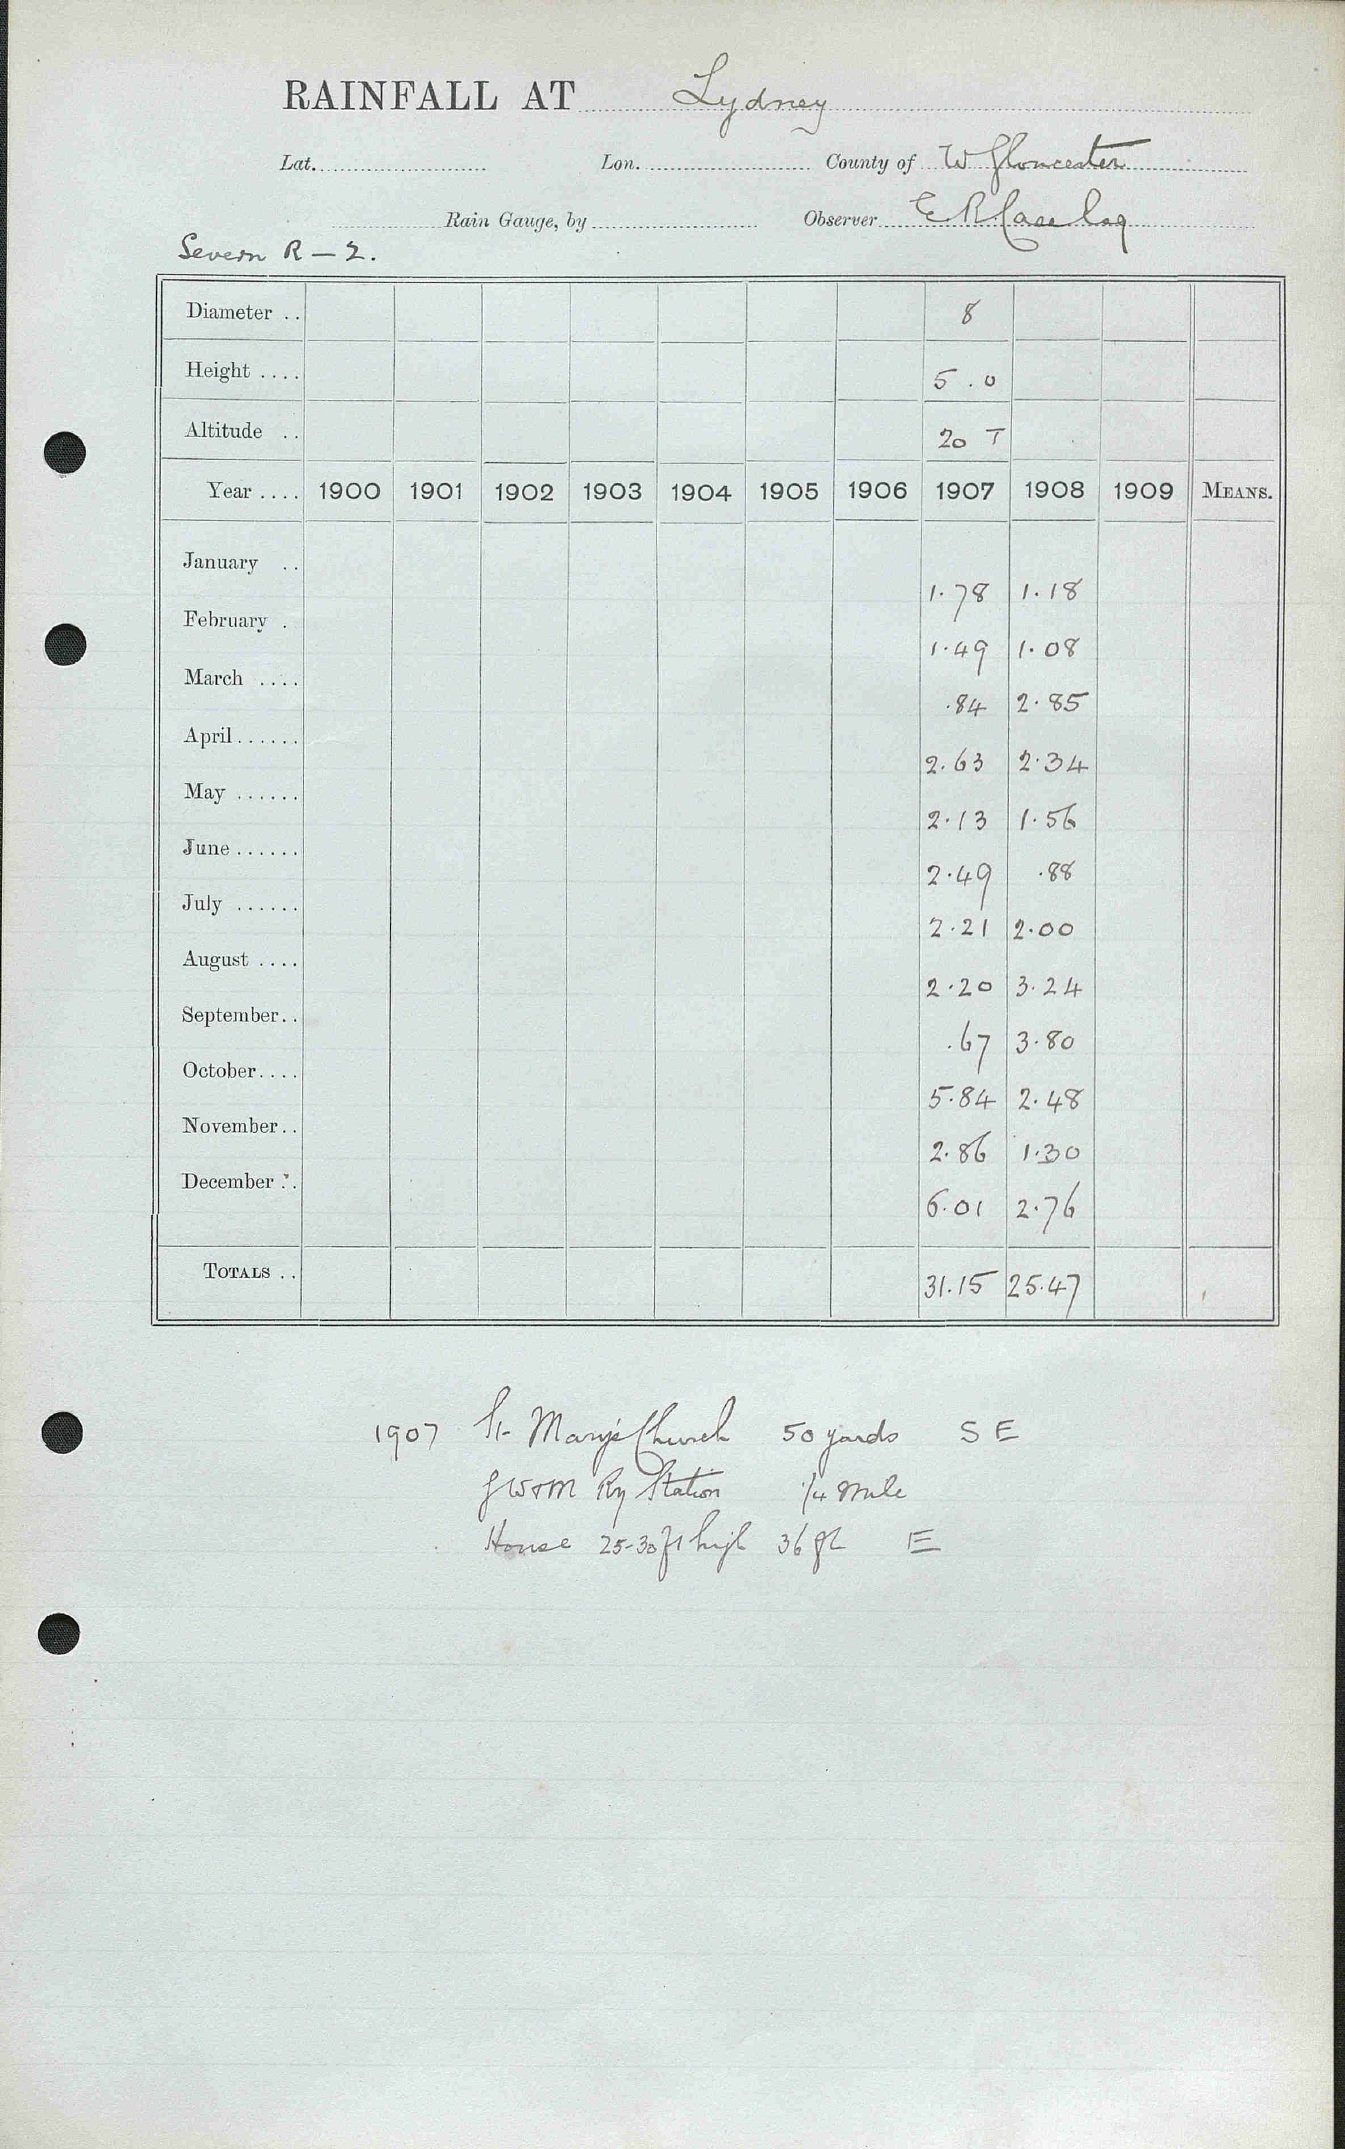 RAINFALL AT Lydney
Lat. Lon. County of W Gloucester
Rain Gauge, by Observer E R Case Esq
Severn R — 2.
Diameter .. 8
Height .... 5 . 0
Altitude .. 20 T
Year .... 1900 1901 1902 1903 1904 1905 1906 1907 1908 1909 MEANS.
January .. 1.78 1.18
February . 1.49 1.08
March .... .84 2.85
April...... 2.63 2.34
May ...... 2.13 1.56
June ...... 2.49 .88
July ...... 2.21 2.00
August .... 2.20 3.24
September.. .67 3.80
October.... 5.84 2.48
November.. 2.86 1.30
December .. 6.01 2.76
TOTALS .. 31.15 25.47
1907 St Mary's Church 50 yards S E
G W & M Ry Station 1/4 mile
House 25-30 ft high 36 ft E